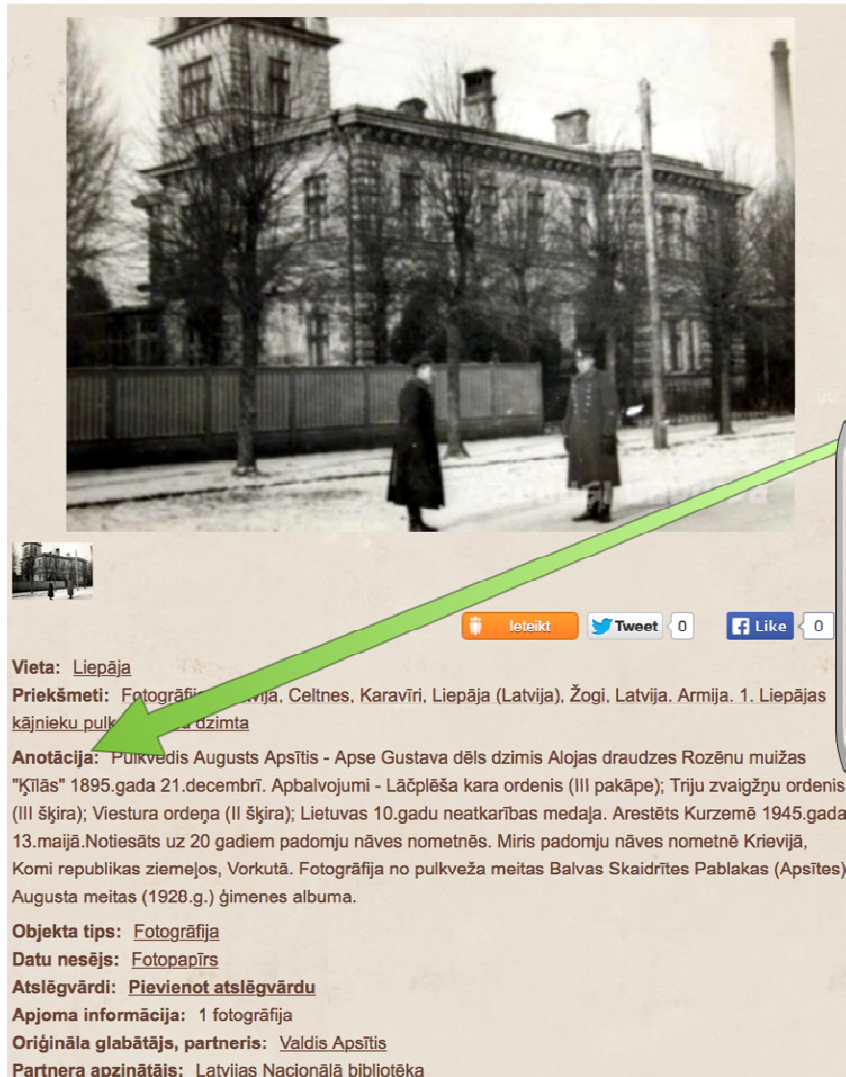 Ieteikt Tweet 0 Like 0
Vieta: Liepāja
Priekšmeti: Latvija, Celtnes, Karavīri, Liepāja (Latvija), Žogi, Latvija. Armija. 1. Liepājas
kājnieku dzimta
Anotācija: Pulkvedis Augusts Apsītis - Apse Gustava dēls dzimis Alojas draudzes Rozēnu muižas
"Ķīlās" 1895.gada 21.decembrī. Apbalvojumi - Lāčplēša kara ordenis (III pakāpe); Triju zvaigžņu ordenis
(III šķira); Viestura ordeņa (II šķira); Lietuvas 10.gadu neatkarības medaļa. Arestēts Kurzemē 1945.gada
13.maijā.Notiesāts uz 20 gadiem padomju nāves nometnēs. Miris padomju nāves nometnē Krievijā,
Komi republikas ziemeļos, Vorkutā. Fotogrāfija no pulkveža meitas Balvas Skaidrītes Pablakas (Apsītes)
Augusta meitas (1928.g.) ģimenes albuma.
Objekta tips: Fotogrāfija
Datu nesējs: Fotopapīrs
Atslēgvārdi: Pievienot atslēgvārdu
Apjoma informācija: 1 fotogrāfija
Oriģināla glabātājs, partneris: Valdis Apsītis
Partnera apzinātājs: Latvijas Nacionālā bibliotēka